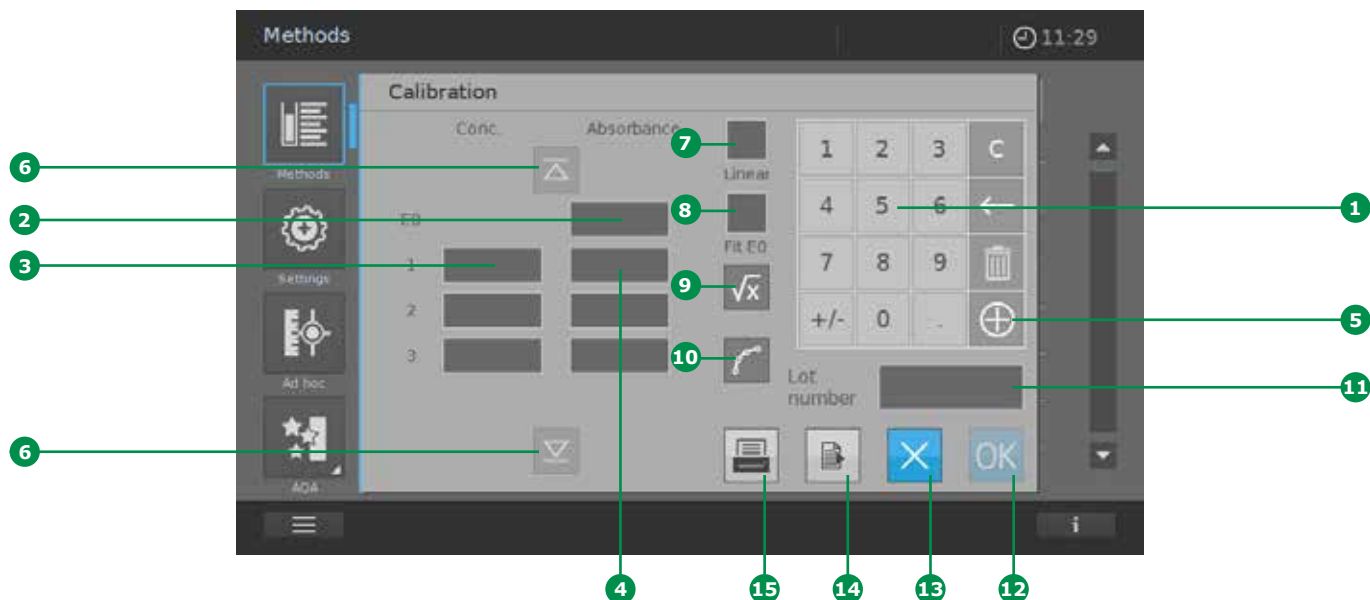 Methods 11:29
Calibration
Conc. Absorbance
7
1 2 3 C
6
Methods
Linear
2
E0
8
4 5 6
1
3
1
Fit E0
7 8 9
Settings
9
√x
2
+/- 0 .
5
3
10
Ad hoc
Lot
number
11
6
OK
AQA
i
4 15 14 13 12